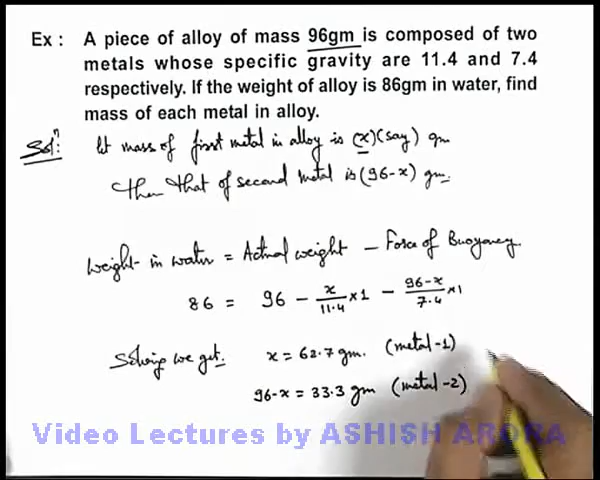 Ex : A piece of alloy of mass 96gm is composed of two
metals whose specific gravity are 11.4 and 7.4
respectively. If the weight of alloy is 86gm in water, find
mass of each metal in alloy.
Solⁿ: let mass of first metal in alloy is (x)(say) gm
then that of second metal is (96-x) gm.
Weight in water = Actual weight - Force of Buoyancy
86 = 96 - x/11.4 ×1 - 96-x/7.4 ×1
Solving we get. x = 62.7 gm. (metal-1)
96-x = 33.3 gm (metal-2)
Video Lectures by ASHISH ARORA